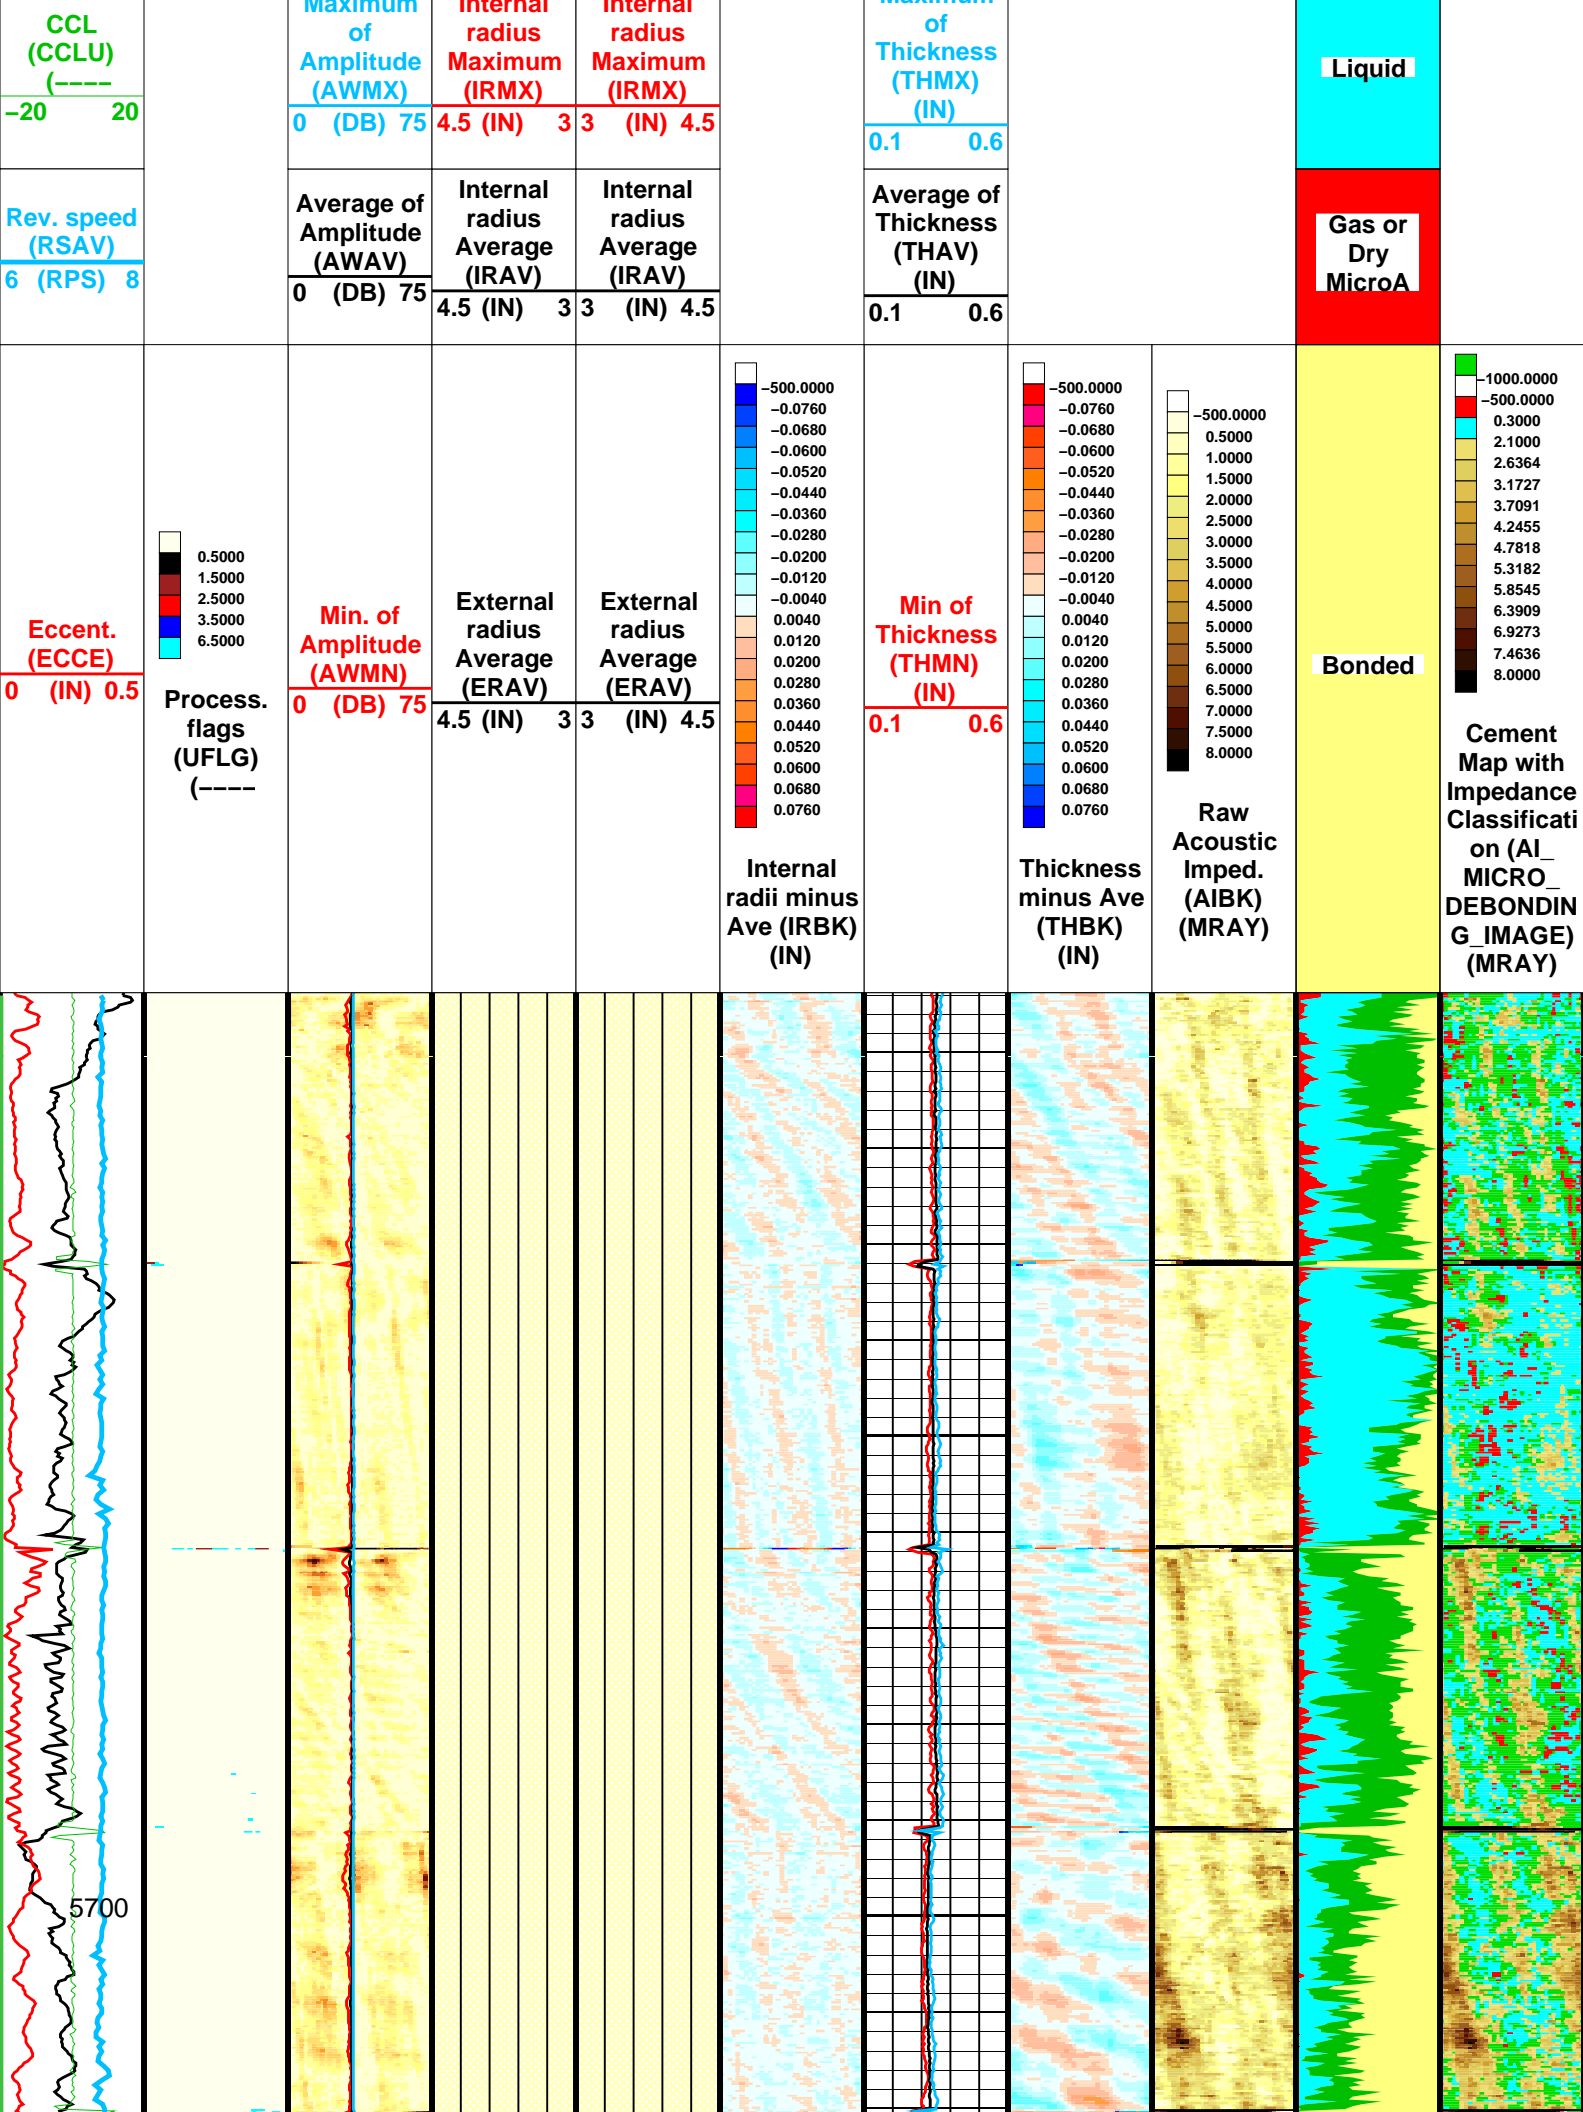 CCL
(CCLU)
(----
-20 20
Maximum
of
Amplitude
(AWMX)
0 (DB) 75
Internal
radius
Maximum
(IRMX)
4.5 (IN) 3
Internal
radius
Maximum
(IRMX)
3 (IN) 4.5
Maximum
of
Thickness
(THMX)
(IN)
0.1 0.6
Liquid
Rev. speed
(RSAV)
6 (RPS) 8
Average of
Amplitude
(AWAV)
0 (DB) 75
Internal
radius
Average
(IRAV)
4.5 (IN) 3
Internal
radius
Average
(IRAV)
3 (IN) 4.5
Average of
Thickness
(THAV)
(IN)
0.1 0.6
Gas or
Dry
MicroA
Eccent.
(ECCE)
0 (IN) 0.5
0.5000
1.5000
2.5000
3.5000
6.5000
Process.
flags
(UFLG)
(----
Min. of
Amplitude
(AWMN)
0 (DB) 75
External
radius
Average
(ERAV)
4.5 (IN) 3
External
radius
Average
(ERAV)
3 (IN) 4.5
-500.0000
-0.0760
-0.0680
-0.0600
-0.0520
-0.0440
-0.0360
-0.0280
-0.0200
-0.0120
-0.0040
0.0040
0.0120
0.0200
0.0280
0.0360
0.0440
0.0520
0.0600
0.0680
0.0760
Internal
radii minus
Ave (IRBK)
(IN)
Min of
Thickness
(THMN)
(IN)
0.1 0.6
-500.0000
-0.0760
-0.0680
-0.0600
-0.0520
-0.0440
-0.0360
-0.0280
-0.0200
-0.0120
-0.0040
0.0040
0.0120
0.0200
0.0280
0.0360
0.0440
0.0520
0.0600
0.0680
0.0760
Thickness
minus Ave
(THBK)
(IN)
-500.0000
0.5000
1.0000
1.5000
2.0000
2.5000
3.0000
3.5000
4.0000
4.5000
5.0000
5.5000
6.0000
6.5000
7.0000
7.5000
8.0000
Raw
Acoustic
Imped.
(AIBK)
(MRAY)
Bonded
-1000.0000
-500.0000
0.3000
2.1000
2.6364
3.1727
3.7091
4.2455
4.7818
5.3182
5.8545
6.3909
6.9273
7.4636
8.0000
Cement
Map with
Impedance
Classificati
on (AI_
MICRO_
DEBONDIN
G_IMAGE)
(MRAY)
5700